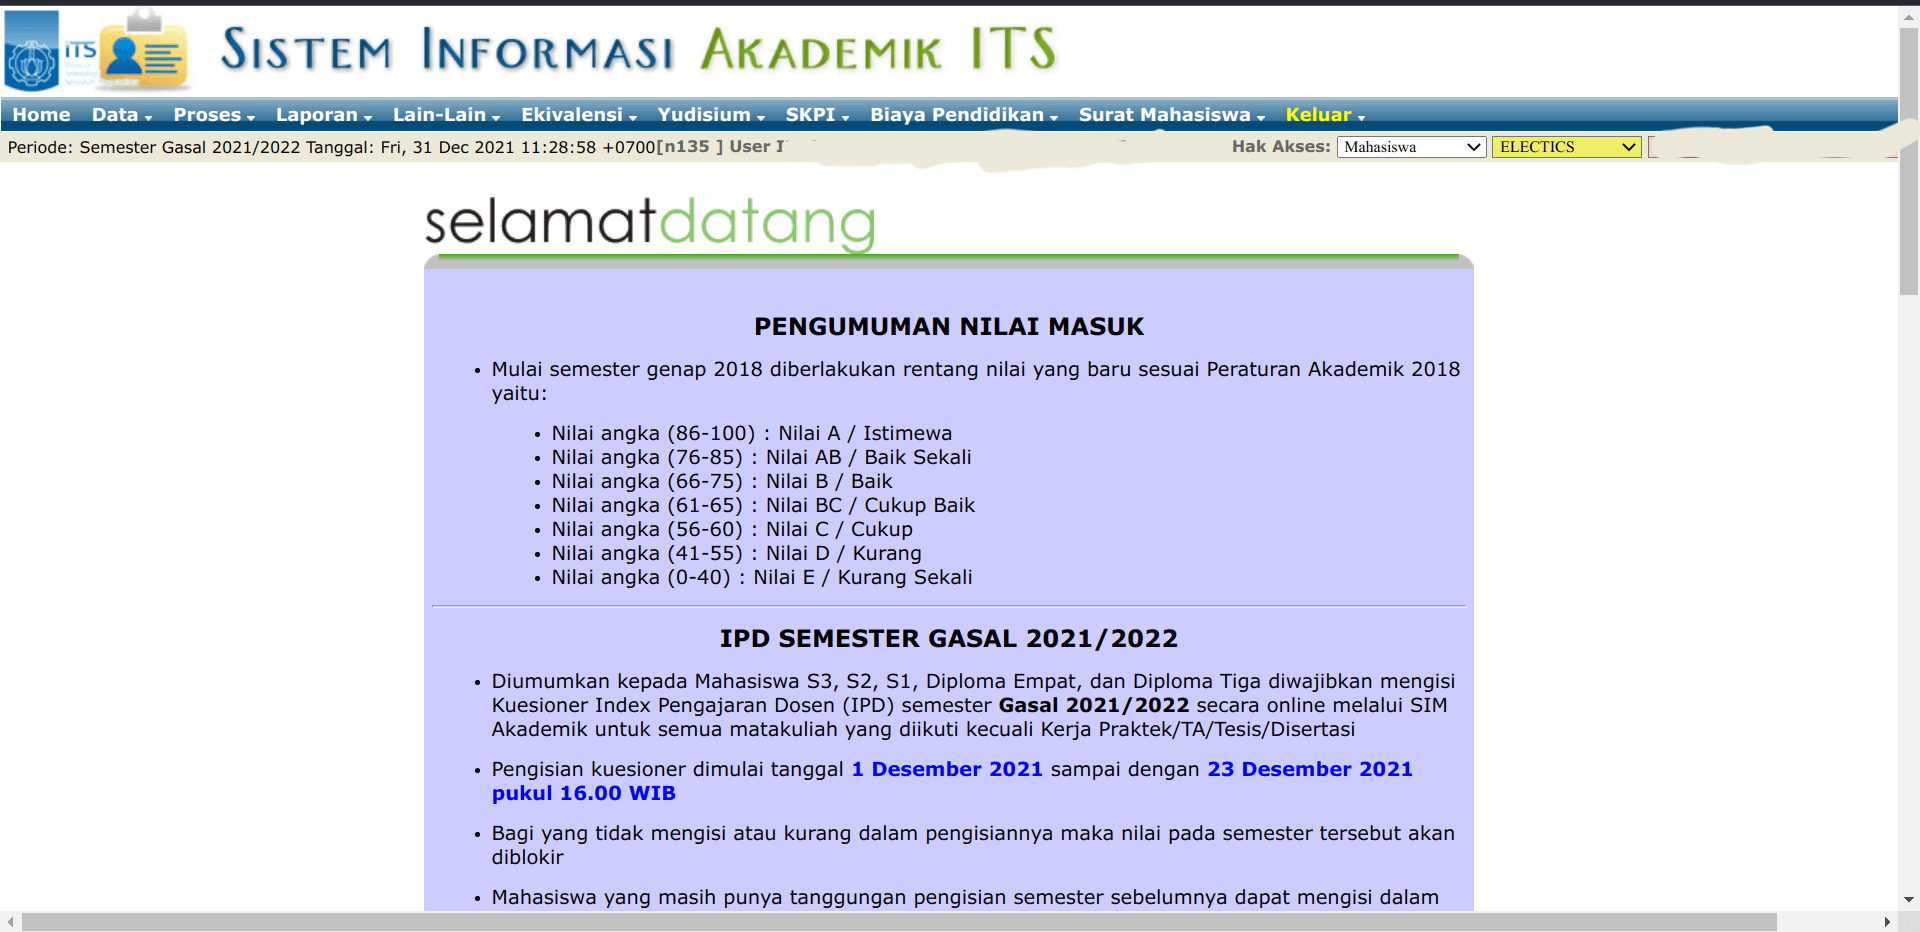 iTS
SISTEM INFORMASI AKADEMIK ITS
Home Data Proses Laporan Lain-Lain Ekivalensi Yudisium SKPI Biaya Pendidikan Surat Mahasiswa Keluar
Periode: Semester Gasal 2021/2022 Tanggal: Fri, 31 Dec 2021 11:28:58 +0700[n135 ] User Hak Akses: Mahasiswa ELECTICS
selamatdatang
PENGUMUMAN NILAI MASUK
• Mulai semester genap 2018 diberlakukan rentang nilai yang baru sesuai Peraturan Akademik 2018
yaitu:
• Nilai angka (86-100) : Nilai A / Istimewa
• Nilai angka (76-85) : Nilai AB / Baik Sekali
• Nilai angka (66-75) : Nilai B / Baik
• Nilai angka (61-65) : Nilai BC / Cukup Baik
• Nilai angka (56-60) : Nilai C / Cukup
• Nilai angka (41-55) : Nilai D / Kurang
• Nilai angka (0-40) : Nilai E / Kurang Sekali
IPD SEMESTER GASAL 2021/2022
• Diumumkan kepada Mahasiswa S3, S2, S1, Diploma Empat, dan Diploma Tiga diwajibkan mengisi
Kuesioner Index Pengajaran Dosen (IPD) semester Gasal 2021/2022 secara online melalui SIM
Akademik untuk semua matakuliah yang diikuti kecuali Kerja Praktek/TA/Tesis/Disertasi
• Pengisian kuesioner dimulai tanggal 1 Desember 2021 sampai dengan 23 Desember 2021
pukul 16.00 WIB
• Bagi yang tidak mengisi atau kurang dalam pengisiannya maka nilai pada semester tersebut akan
diblokir
• Mahasiswa yang masih punya tanggungan pengisian semester sebelumnya dapat mengisi dalam